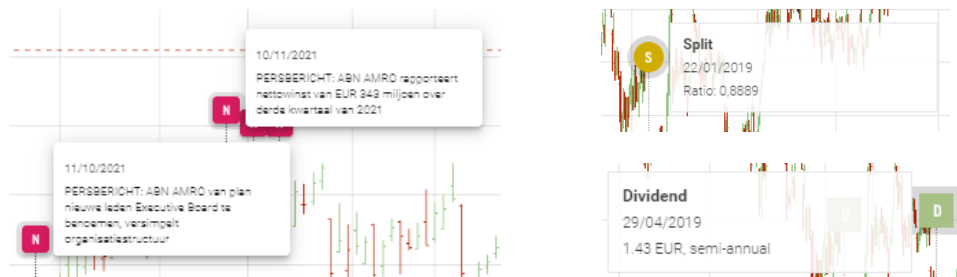 10/11/2021
PERSBERICHT: ABN AMRO rapporteert
nettowinst van EUR 343 miljoen over
derde kwartaal van 2021
N
11/10/2021
PERSBERICHT: ABN AMRO van plan
nieuwe leden Executive Board te
benoemen, versimpelt
organisatiestructuur
N
S
Split
22/01/2019
Ratio: 0,8889
Dividend
29/04/2019
1.43 EUR, semi-annual
D
D